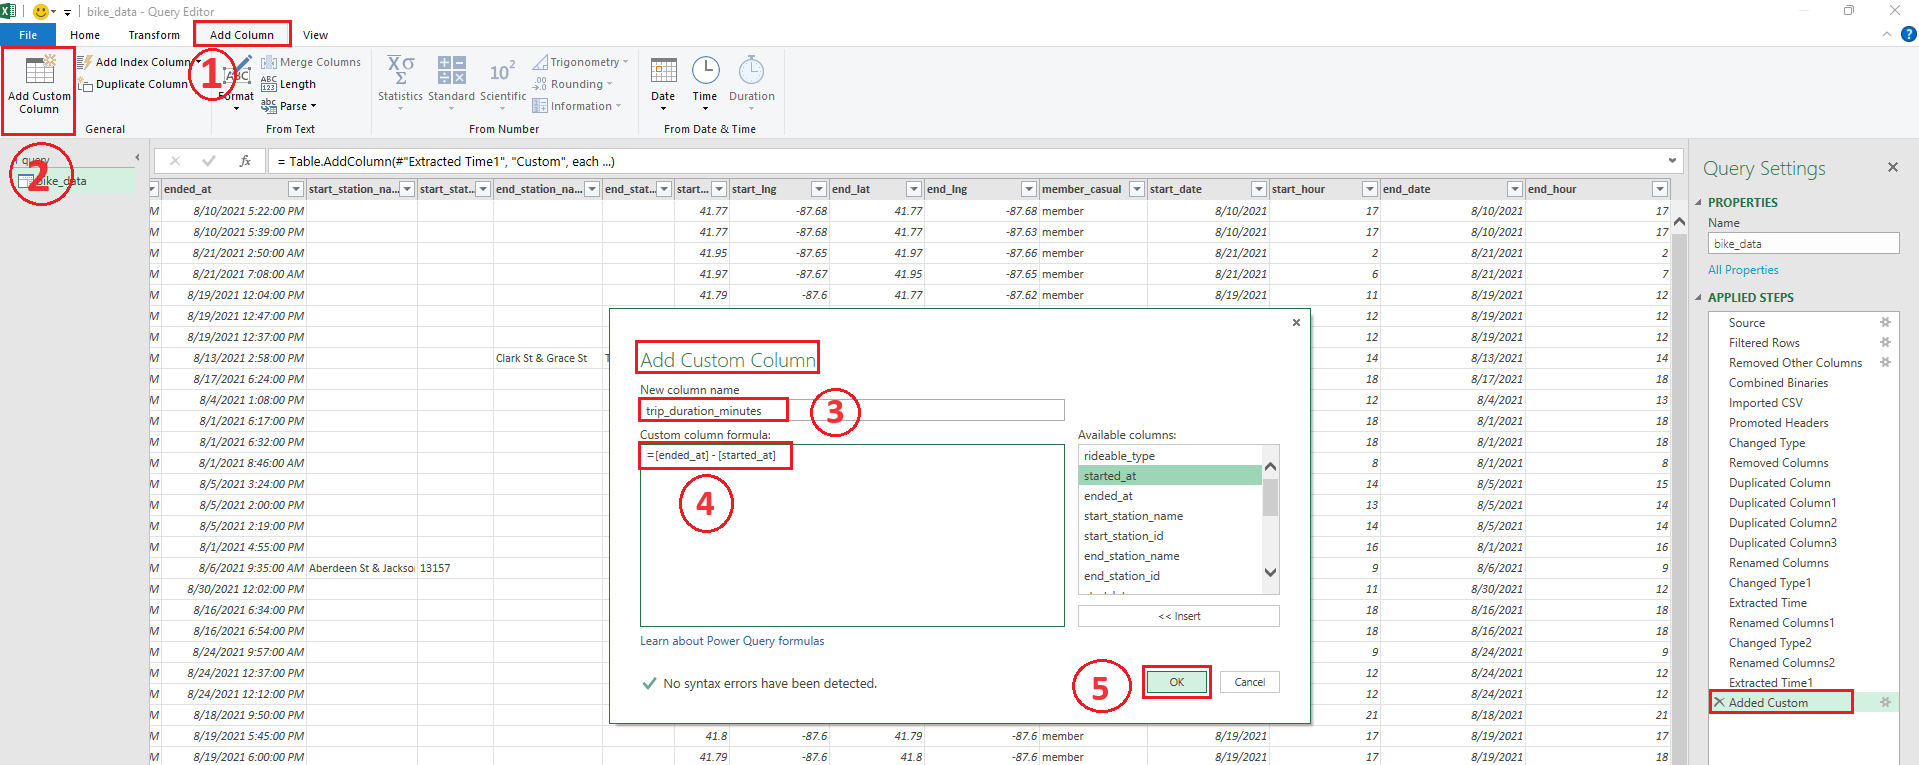 bike_data - Query Editor
File Home Transform Add Column View
Add Custom Column
Add Index Column
Duplicate Column
General
1
ABC
Format
Merge Columns
ABC 123 Length
abc Parse
From Text
Statistics Standard Scientific
10²
Trigonometry
.00 Rounding
Information
From Number
Date Time Duration
From Date & Time
2
query
bike_data
fx = Table.AddColumn(#"Extracted Time1", "Custom", each ...)
ended_at start_station_na... start_stat... end_station_na... end_stat... start... start_lng end_lat end_lng member_casual start_date start_hour end_date end_hour
M 8/10/2021 5:22:00 PM 41.77 -87.68 41.77 -87.68 member 8/10/2021 17 8/10/2021 17
M 8/10/2021 5:39:00 PM 41.77 -87.68 41.77 -87.63 member 8/10/2021 17 8/10/2021 17
M 8/21/2021 2:50:00 AM 41.95 -87.65 41.97 -87.66 member 8/21/2021 2 8/21/2021 2
M 8/21/2021 7:08:00 AM 41.97 -87.67 41.95 -87.65 member 8/21/2021 6 8/21/2021 7
M 8/19/2021 12:04:00 PM 41.79 -87.6 41.77 -87.62 member 8/19/2021 11 8/19/2021 12
M 8/19/2021 12:47:00 PM 12 8/19/2021 12
M 8/19/2021 12:37:00 PM 12 8/19/2021 12
M 8/13/2021 2:58:00 PM Clark St & Grace St T 14 8/13/2021 14
M 8/17/2021 6:24:00 PM 18 8/17/2021 18
M 8/4/2021 1:08:00 PM 12 8/4/2021 13
M 8/1/2021 6:17:00 PM 18 8/1/2021 18
M 8/1/2021 6:32:00 PM 18 8/1/2021 18
M 8/1/2021 8:46:00 AM 8 8/1/2021 8
M 8/5/2021 3:24:00 PM 14 8/5/2021 15
M 8/5/2021 2:00:00 PM 13 8/5/2021 14
M 8/5/2021 2:19:00 PM 14 8/5/2021 14
M 8/1/2021 4:55:00 PM 16 8/1/2021 16
M 8/6/2021 9:35:00 AM Aberdeen St & Jackso 13157 9 8/6/2021 9
M 8/30/2021 12:02:00 PM 11 8/30/2021 12
M 8/16/2021 6:34:00 PM 18 8/16/2021 18
M 8/16/2021 6:54:00 PM 18 8/16/2021 18
M 8/24/2021 9:57:00 AM 9 8/24/2021 9
M 8/24/2021 12:37:00 PM 12 8/24/2021 12
M 8/24/2021 12:12:00 PM 12 8/24/2021 12
M 8/18/2021 9:50:00 PM 21 8/18/2021 21
M 8/19/2021 5:45:00 PM 41.8 -87.6 41.79 -87.6 member 8/19/2021 17 8/19/2021 17
M 8/19/2021 6:00:00 PM 41.79 -87.6 41.8 -87.6 member 8/19/2021 17 8/19/2021 18
Add Custom Column
New column name
trip_duration_minutes
3
Custom column formula:
=[ended_at] - [started_at]
4
Available columns:
rideable_type
started_at
ended_at
start_station_name
start_station_id
end_station_name
end_station_id
<< Insert
Learn about Power Query formulas
No syntax errors have been detected.
5
OK Cancel
Query Settings
PROPERTIES
Name
bike_data
All Properties
APPLIED STEPS
Source
Filtered Rows
Removed Other Columns
Combined Binaries
Imported CSV
Promoted Headers
Changed Type
Removed Columns
Duplicated Column
Duplicated Column1
Duplicated Column2
Duplicated Column3
Renamed Columns
Changed Type1
Extracted Time
Renamed Columns1
Changed Type2
Renamed Columns2
Extracted Time1
Added Custom